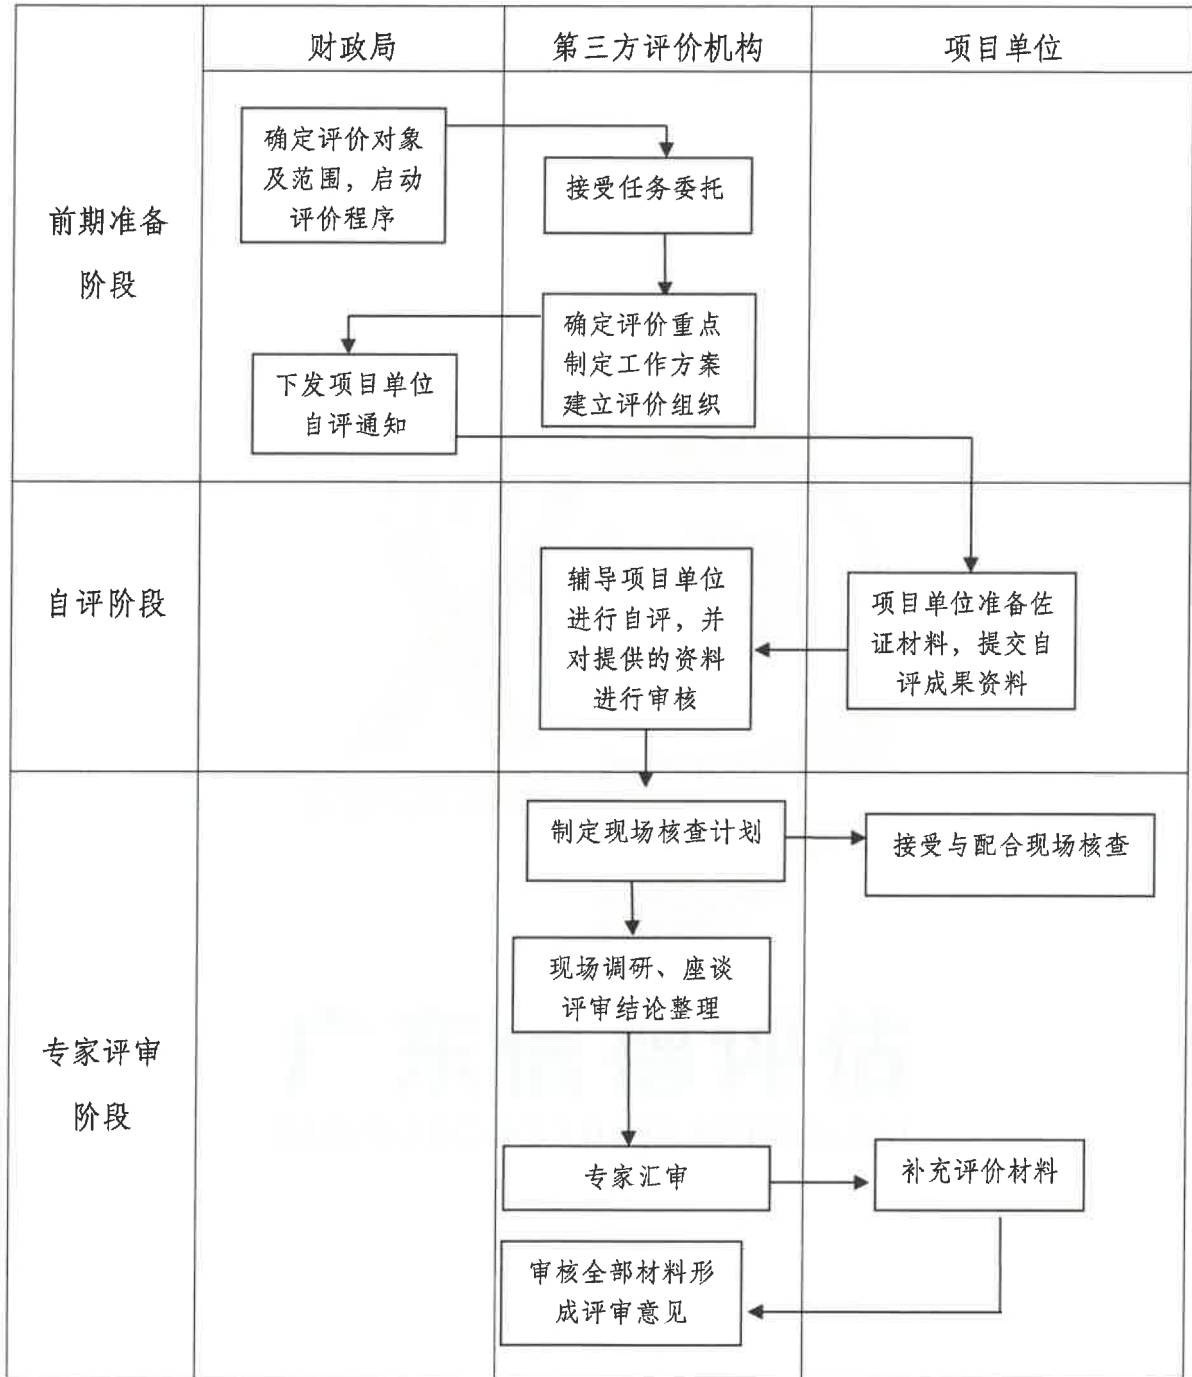 财政局
第三方评价机构
项目单位
前期准备
阶段
确定评价对象
及范围，启动
评价程序
接受任务委托
确定评价重点
制定工作方案
建立评价组织
下发项目单位
自评通知
自评阶段
辅导项目单位
进行自评，并
对提供的资料
进行审核
项目单位准备佐
证材料，提交自
评成果资料
专家评审
阶段
制定现场核查计划
接受与配合现场核查
现场调研、座谈
评审结论整理
专家汇审
补充评价材料
审核全部材料形
成评审意见